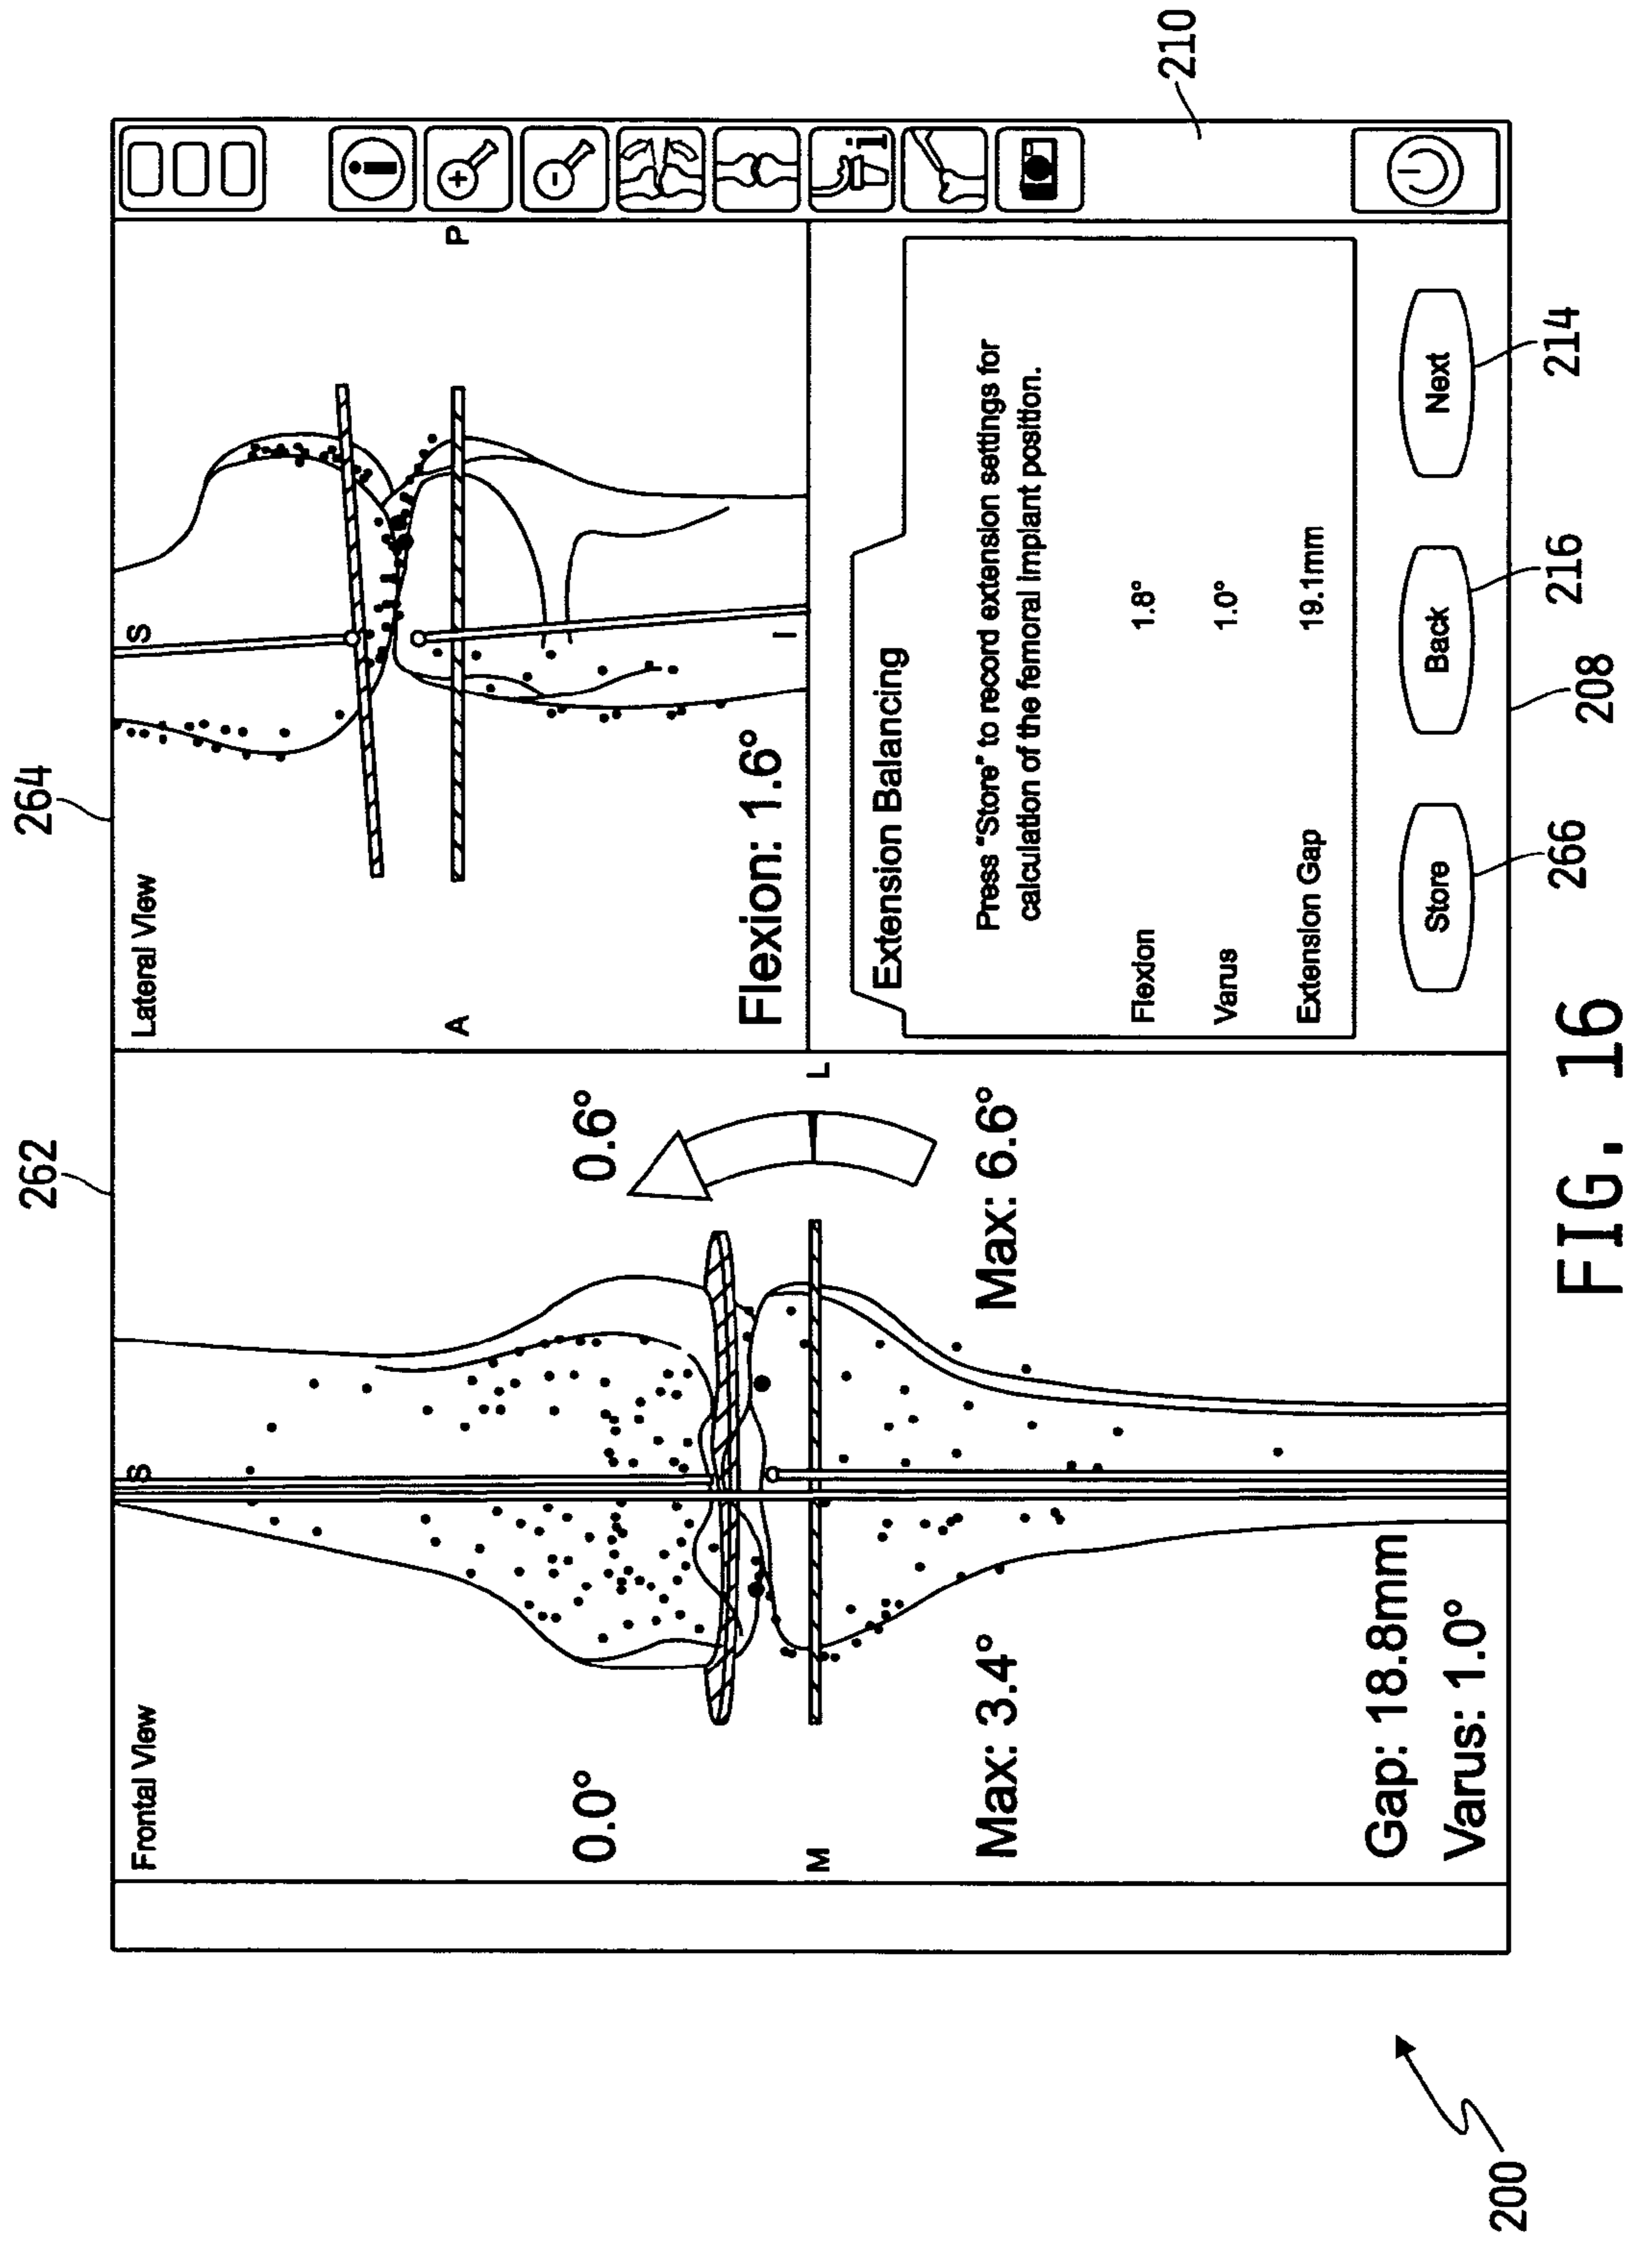 262
264
Frontal View
S
0.0°
0.6°
M
L
Max: 3.4°
Max: 6.6°
Gap: 18.8mm
Varus: 1.0°
Lateral View
S
A
P
I
Flexion: 1.6°
Extension Balancing
Press "Store" to record extension settings for
calculation of the femoral implant position.
Flexion 1.8°
Varus 1.0°
Extension Gap 19.1mm
Store
Back
Next
i
+
-
i
210
200
266
208
216
214
FIG. 16